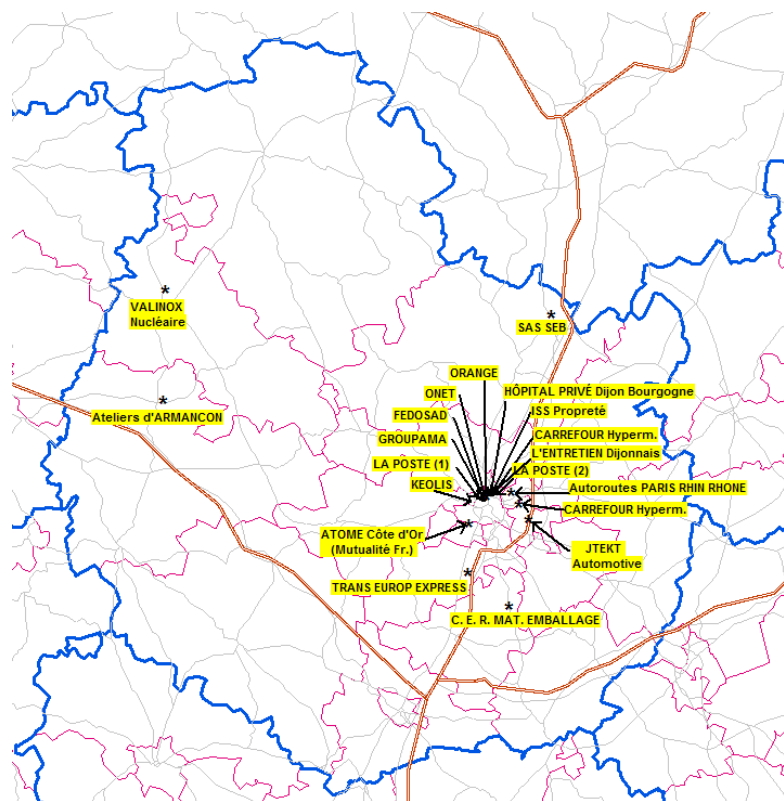 VALINOX
Nucléaire
SAS SEB
ORANGE
ONET
HÔPITAL PRIVÉ Dijon Bourgogne
Ateliers d'ARMANCON
FEDOSAD
ISS Propreté
GROUPAMA
CARREFOUR Hyperm.
L'ENTRETIEN Dijonnais
LA POSTE (1)
LA POSTE (2)
KEOLIS
Autoroutes PARIS RHIN RHONE
CARREFOUR Hyperm.
ATOME Côte d'Or
(Mutualité Fr.)
JTEKT
Automotive
TRANS EUROP EXPRESS
C. E. R. MAT. EMBALLAGE